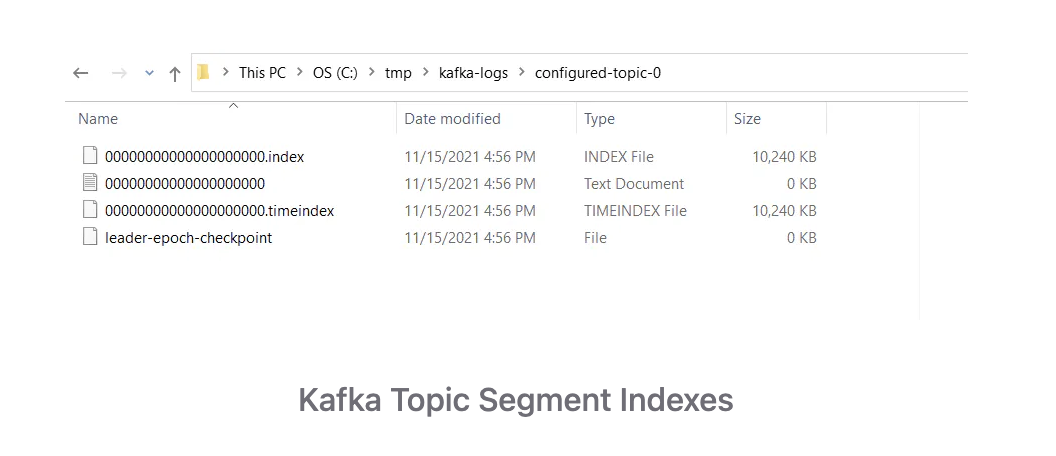 This PC > OS (C:) > tmp > kafka-logs > configured-topic-0
Name Date modified Type Size
00000000000000000000.index 11/15/2021 4:56 PM INDEX File 10,240 KB
00000000000000000000 11/15/2021 4:56 PM Text Document 0 KB
00000000000000000000.timeindex 11/15/2021 4:56 PM TIMEINDEX File 10,240 KB
leader-epoch-checkpoint 11/15/2021 4:56 PM File 0 KB
Kafka Topic Segment Indexes